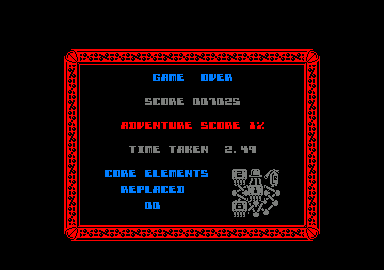 GAME OVER
SCORE 007025
ADVENTURE SCORE 1%
TIME TAKEN 2.49
CORE ELEMENTS
REPLACED
00